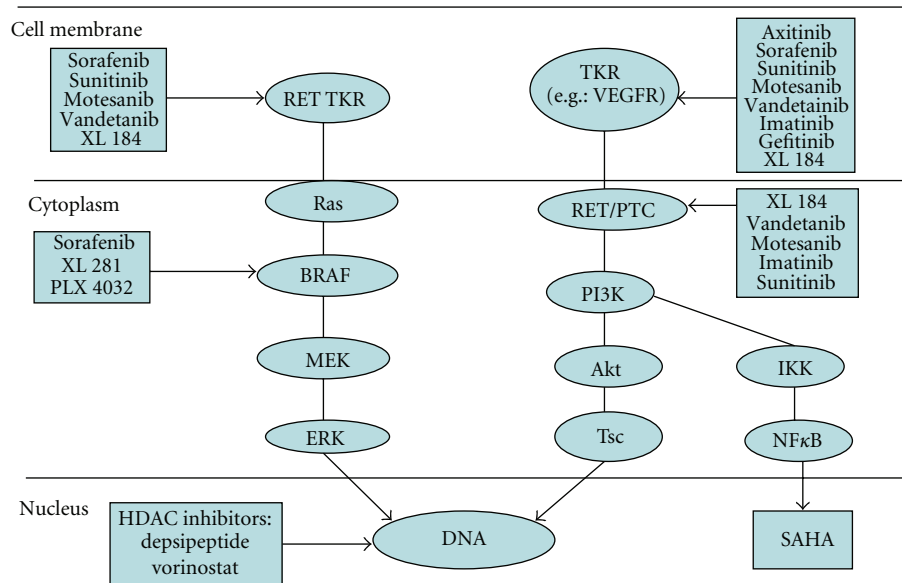 Cell membrane
Sorafenib
Sunitinib
Motesanib
Vandetanib
XL 184
RET TKR
TKR
(e.g.: VEGFR)
Axitinib
Sorafenib
Sunitinib
Motesanib
Vandetainib
Imatinib
Gefitinib
XL 184
Cytoplasm
Ras
RET/PTC
XL 184
Vandetanib
Motesanib
Imatinib
Sunitinib
Sorafenib
XL 281
PLX 4032
BRAF
PI3K
MEK
Akt
IKK
ERK
Tsc
NFκB
Nucleus
HDAC inhibitors:
depsipeptide
vorinostat
DNA
SAHA